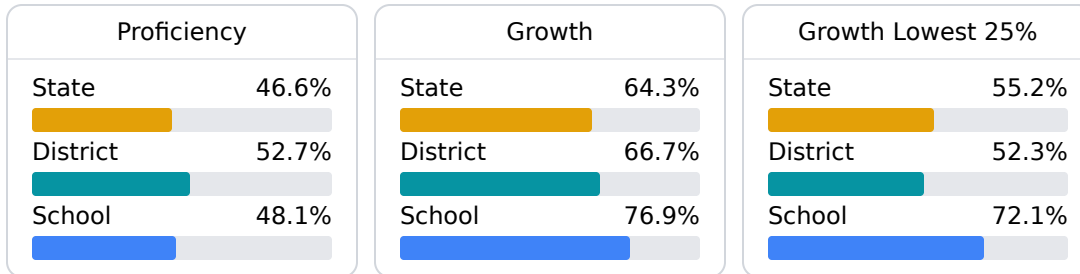 Proficiency
State 46.6%
District 52.7%
School 48.1%
Growth
State 64.3%
District 66.7%
School 76.9%
Growth Lowest 25%
State 55.2%
District 52.3%
School 72.1%